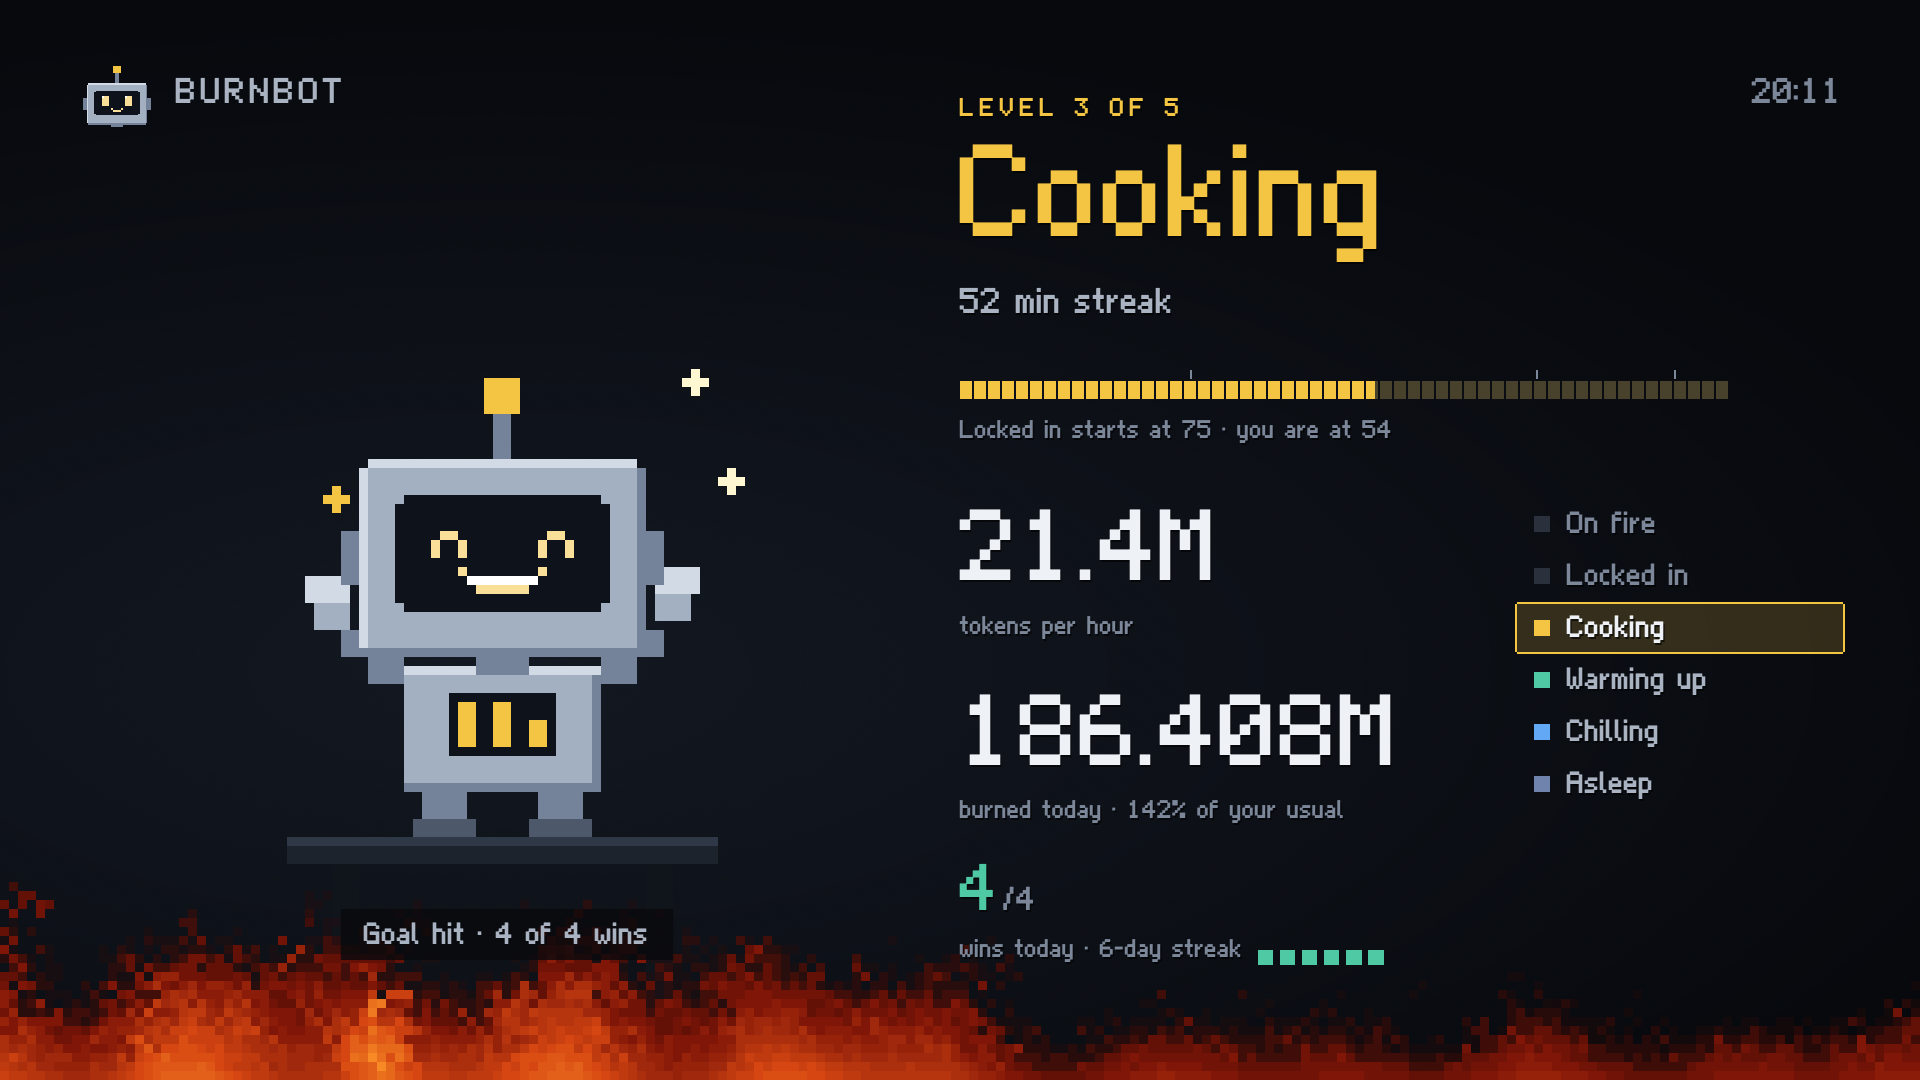 BURNBOT
20:11
LEVEL 3 OF 5
Cooking
52 min streak
Locked in starts at 75 · you are at 54
21.4M
tokens per hour
186.408M
burned today · 142% of your usual
4/4
wins today · 6-day streak
On fire
Locked in
Cooking
Warming up
Chilling
Asleep
Goal hit · 4 of 4 wins